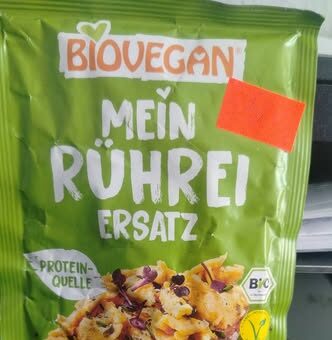 BIOVEGAN
MEIN
RÜHREI
ERSATZ
PROTEIN-
QUELLE
Bio